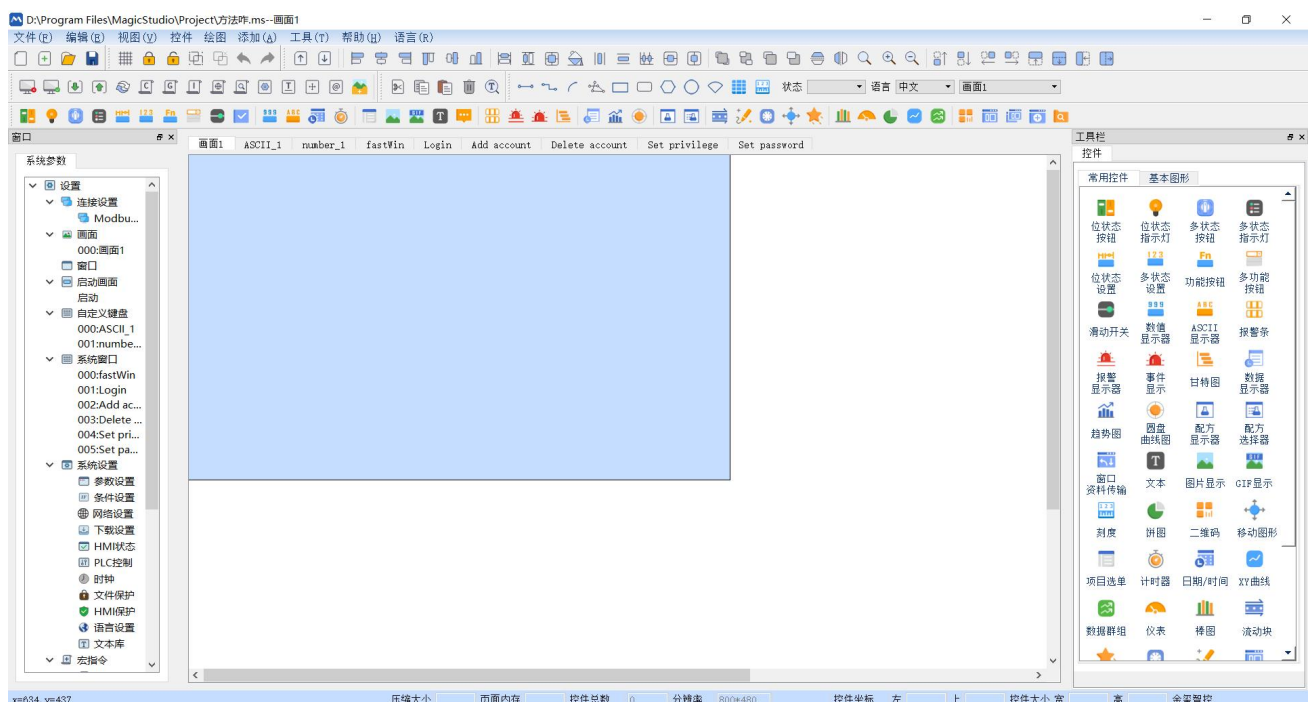 D:\Program Files\MagicStudio\Project\方法咋.ms--画面1
文件(F) 编辑(E) 视图(V) 控件 绘图 添加(A) 工具(T) 帮助(H) 语言(R)
状态 语言 中文 画面1
窗口
系统参数
设置
连接设置
Modbu...
画面
000:画面1
窗口
启动画面
启动
自定义键盘
000:ASCII_1
001:numbe...
系统窗口
000:fastWin
001:Login
002:Add ac...
003:Delete ...
004:Set pri...
005:Set pa...
系统设置
参数设置
条件设置
网络设置
下载设置
HMI状态
PLC控制
时钟
文件保护
HMI保护
语言设置
文本库
宏指令
画面1 ASCII_1 number_1 fastWin Login Add account Delete account Set privilege Set password
工具栏
控件
常用控件 基本图形
位状态按钮 位状态指示灯 多状态按钮 多状态指示灯
位状态设置 多状态设置 功能按钮 多功能按钮
滑动开关 数值显示器 ASCII显示器 报警条
报警显示器 事件显示 甘特图 数据显示器
趋势图 圆盘曲线图 配方显示器 配方选择器
窗口资料传输 文本 图片显示 GIF显示
刻度 饼图 二维码 移动图形
项目选单 计时器 日期/时间 XY曲线
数据群组 仪表 棒图 流动块
x=634 y=437 压缩大小 页面内存 控件总数 0 分辨率 800*480 控件坐标 左 上 控件大小 宽 高 金玺智控